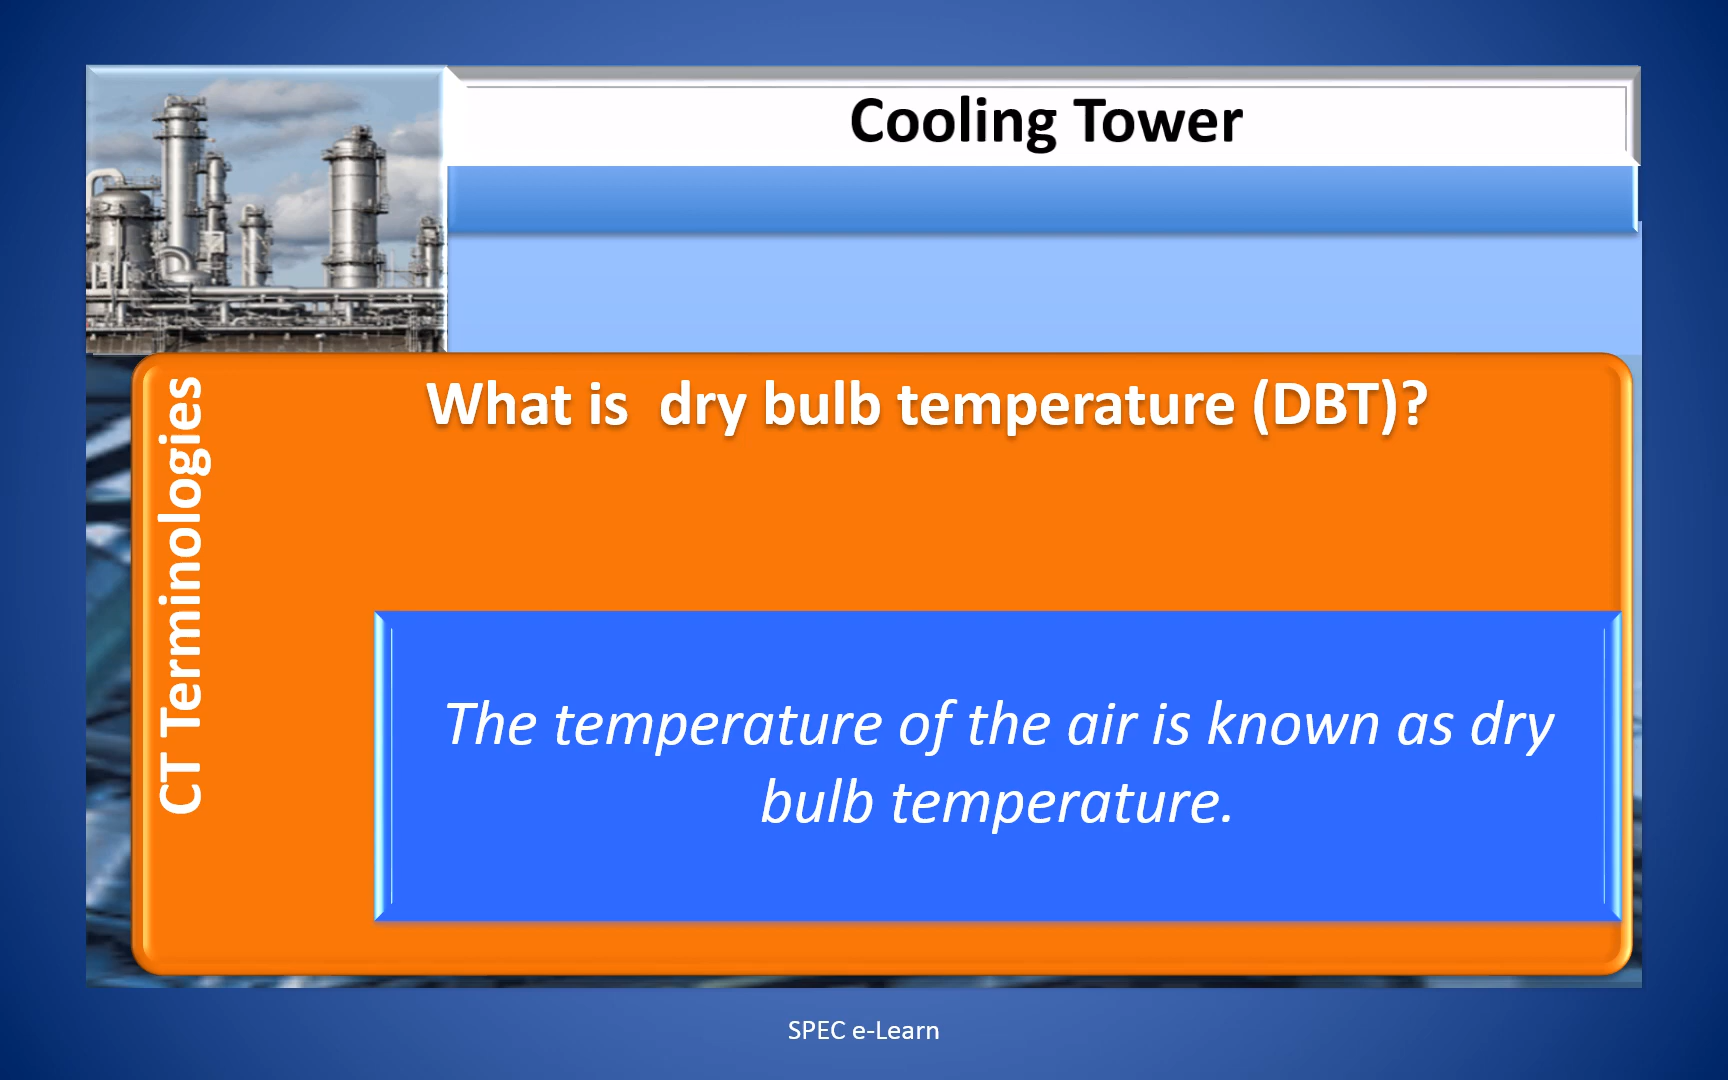 Cooling Tower
What is  dry bulb temperature (DBT)?
CT Terminologies
The temperature of the air is known as dry
bulb temperature.
SPEC e-Learn